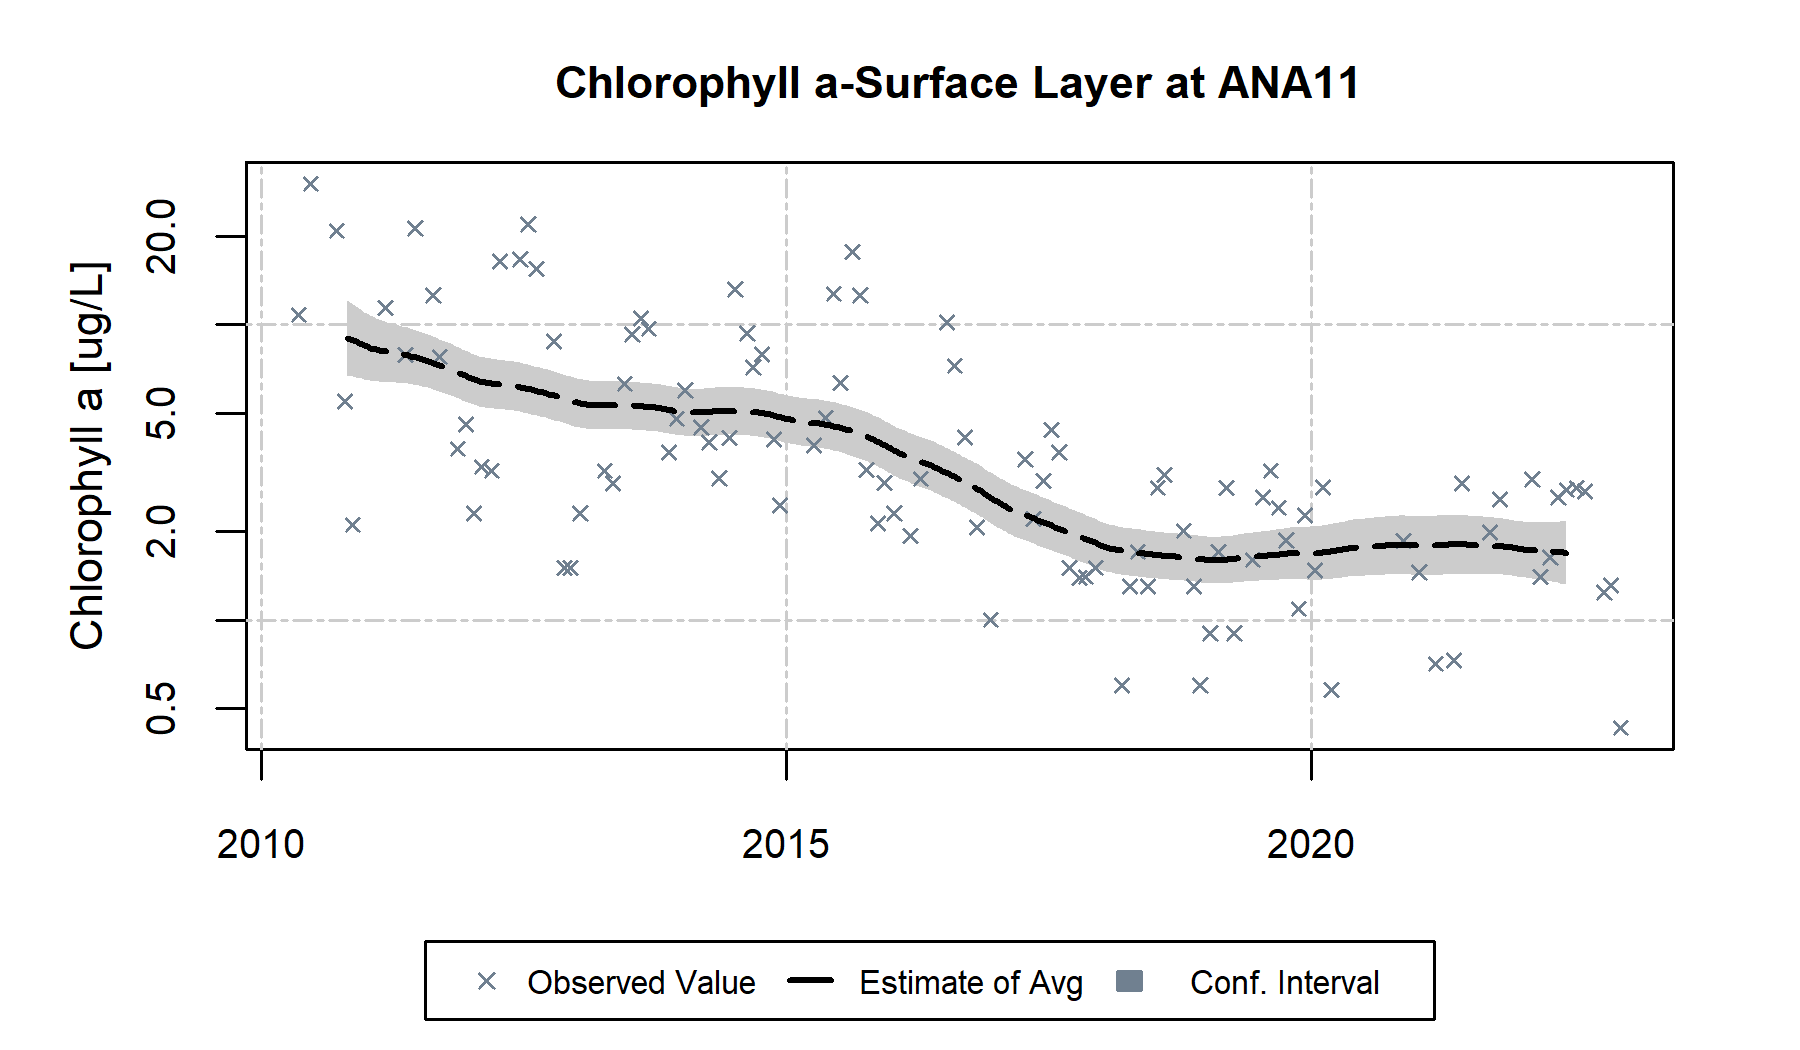 Chlorophyll a-Surface Layer at ANA11
Chlorophyll a [ug/L]
20.0
5.0
2.0
0.5
2010 2015 2020
Observed Value Estimate of Avg Conf. Interval